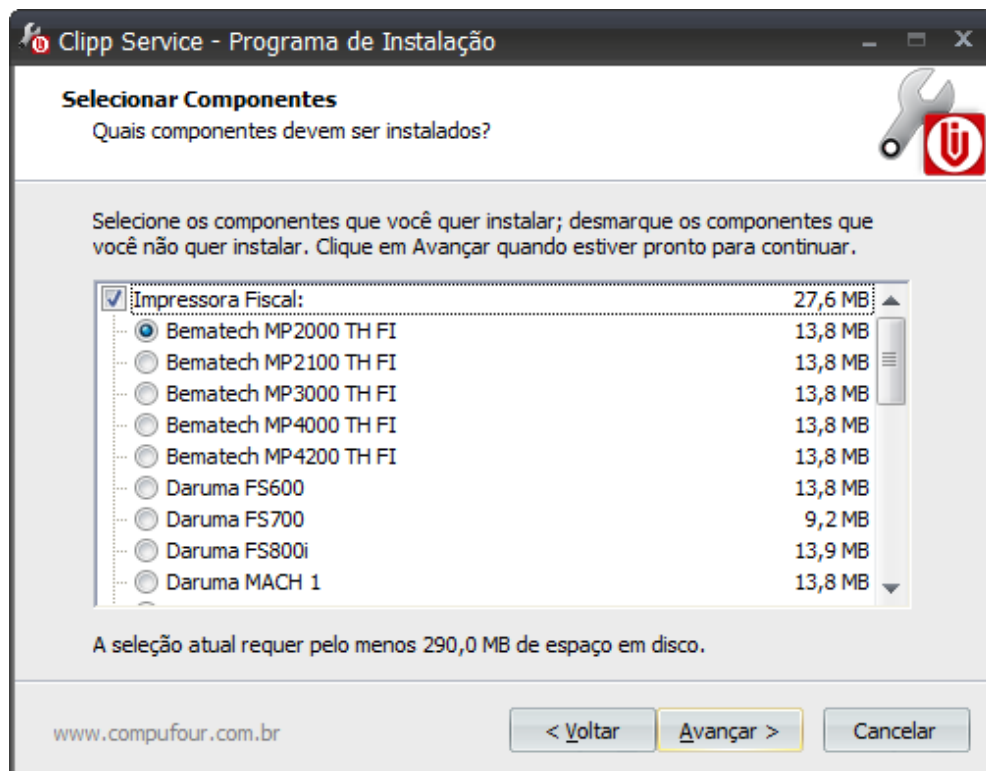 Clipp Service - Programa de Instalação
Selecionar Componentes
Quais componentes devem ser instalados?
Selecione os componentes que você quer instalar; desmarque os componentes que
você não quer instalar. Clique em Avançar quando estiver pronto para continuar.
Impressora Fiscal: 27,6 MB
Bematech MP2000 TH FI 13,8 MB
Bematech MP2100 TH FI 13,8 MB
Bematech MP3000 TH FI 13,8 MB
Bematech MP4000 TH FI 13,8 MB
Bematech MP4200 TH FI 13,8 MB
Daruma FS600 13,8 MB
Daruma FS700 9,2 MB
Daruma FS800i 13,9 MB
Daruma MACH 1 13,8 MB
A seleção atual requer pelo menos 290,0 MB de espaço em disco.
www.compufour.com.br < Voltar Avançar > Cancelar